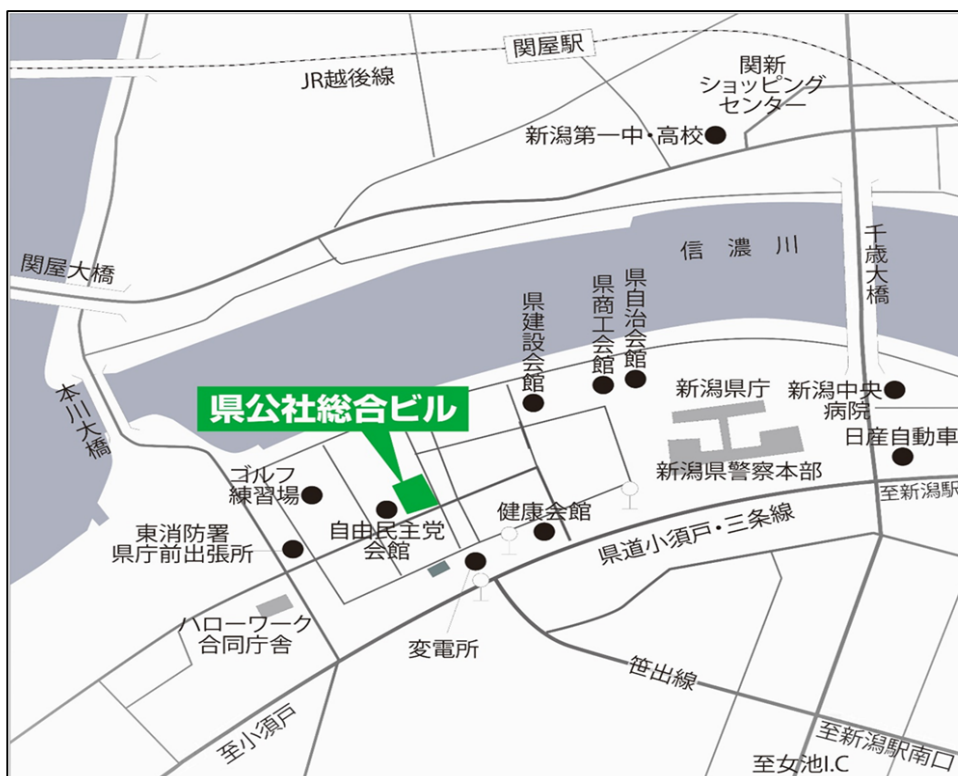 関屋駅
JR越後線
関新
ショッピング
センター
新潟第一中・高校
信濃川
千歳大橋
関屋大橋
県建設会館
県商工会館
県自治会館
本川大橋
県公社総合ビル
新潟県庁
新潟中央
病院
日産自動車
新潟県警察本部
至新潟駅
ゴルフ
練習場
自由民主党
会館
健康会館
東消防署
県庁前出張所
県道小須戸・三条線
ハローワーク
合同庁舎
変電所
笹出線
至小須戸
至新潟駅南口
至女池I.C